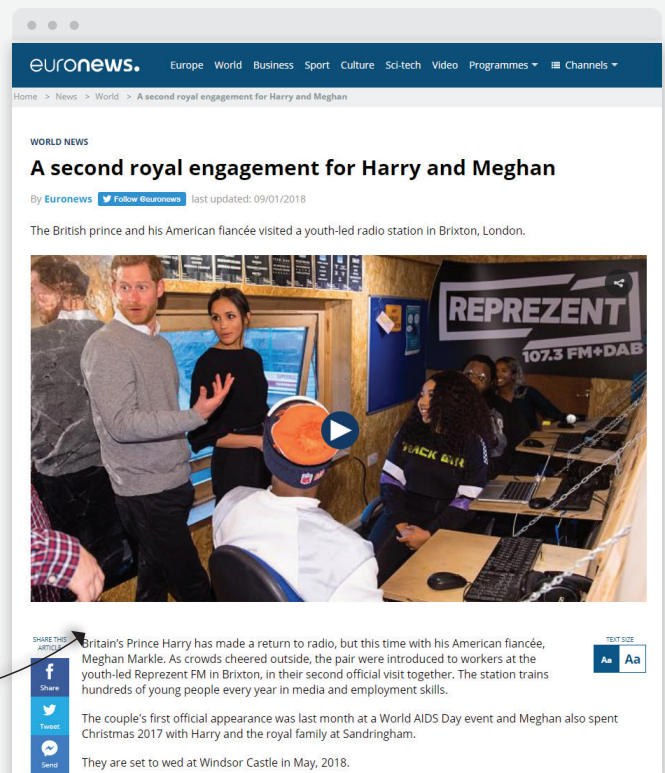 euronews.
Europe World Business Sport Culture Sci-tech Video Programmes Channels
Home > News > World > A second royal engagement for Harry and Meghan
WORLD NEWS
A second royal engagement for Harry and Meghan
By Euronews Follow @euronews last updated: 09/01/2018
The British prince and his American fiancée visited a youth-led radio station in Brixton, London.
REPREZENT
107.3 FM+DAB
SHARE THIS
ARTICLE
Share
Tweet
Send
Britain's Prince Harry has made a return to radio, but this time with his American fiancée,
Meghan Markle. As crowds cheered outside, the pair were introduced to workers at the
youth-led Reprezent FM in Brixton, in their second official visit together. The station trains
hundreds of young people every year in media and employment skills.
TEXT SIZE
Aa Aa
The couple's first official appearance was last month at a World AIDS Day event and Meghan also spent
Christmas 2017 with Harry and the royal family at Sandringham.
They are set to wed at Windsor Castle in May, 2018.